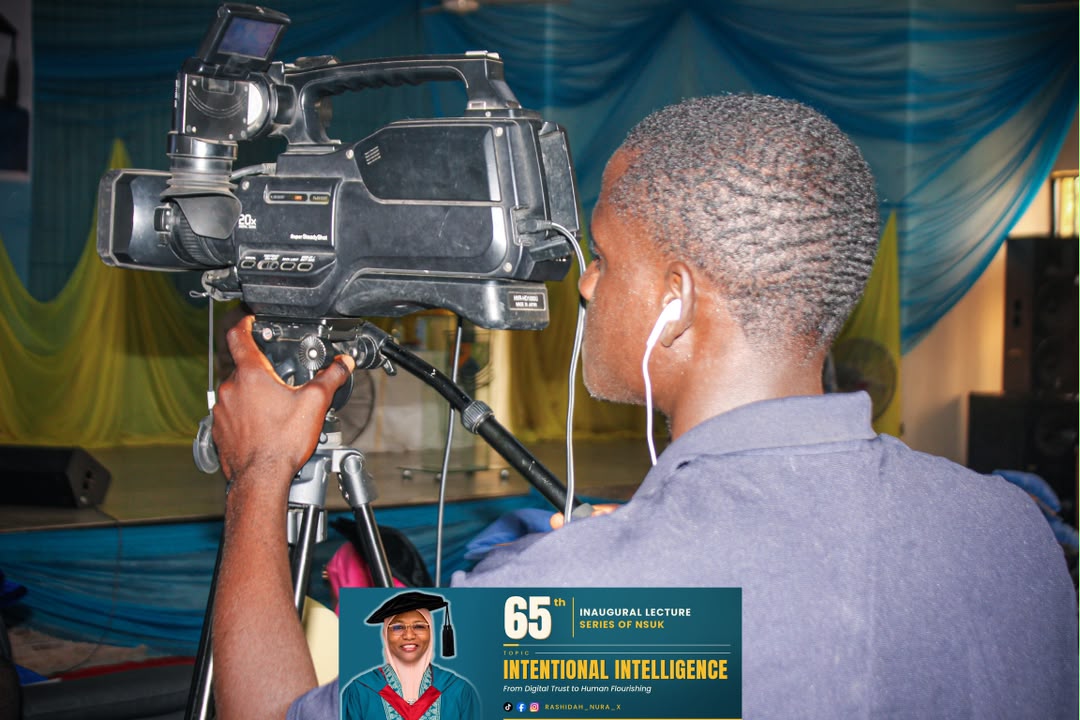 20x
Super SteadyShot
65th
INAUGURAL LECTURE
SERIES OF NSUK
TOPIC
INTENTIONAL INTELLIGENCE
From Digital Trust to Human Flourishing
RASHIDAH_NURA_X